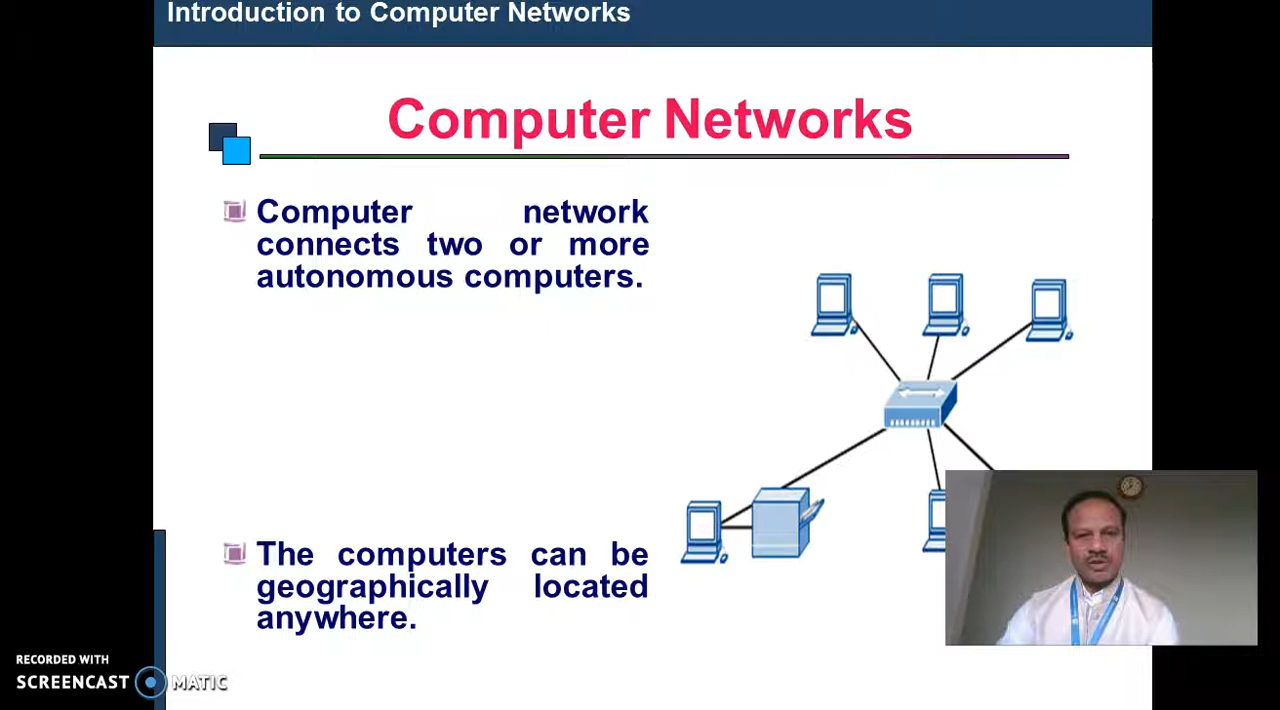 Introduction to Computer Networks
Computer Networks
Computer network
connects two or more
autonomous computers.
The computers can be
geographically located
anywhere.
RECORDED WITH
SCREENCAST MATIC